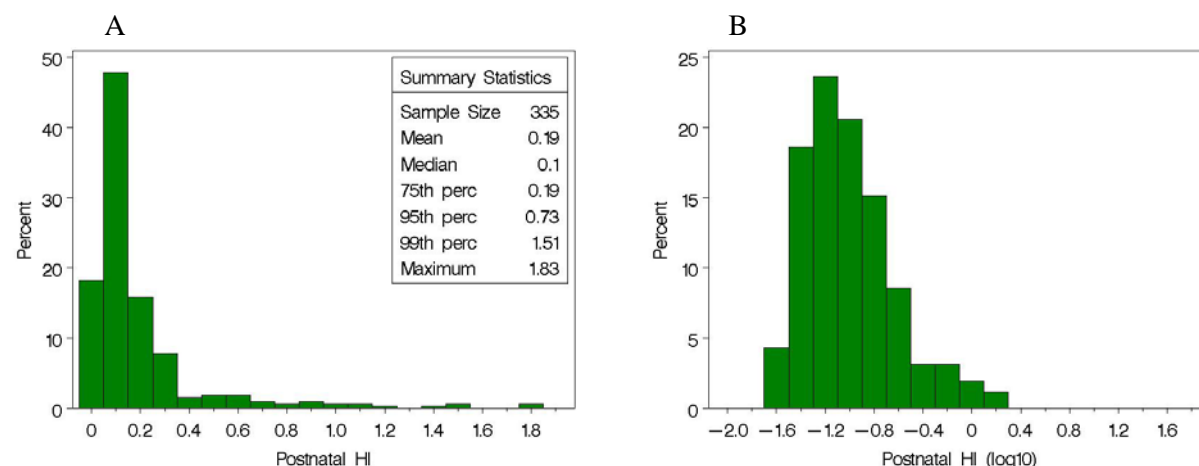 A
50
40
30
20
10
0
Percent
Summary Statistics
Sample Size 335
Mean 0.19
Median 0.1
75th perc 0.19
95th perc 0.73
99th perc 1.51
Maximum 1.83
0 0.2 0.4 0.6 0.8 1.0 1.2 1.4 1.6 1.8
Postnatal HI
B
25
20
15
10
5
0
Percent
−2.0 −1.6 −1.2 −0.8 −0.4 0 0.4 0.8 1.2 1.6
Postnatal HI (log10)